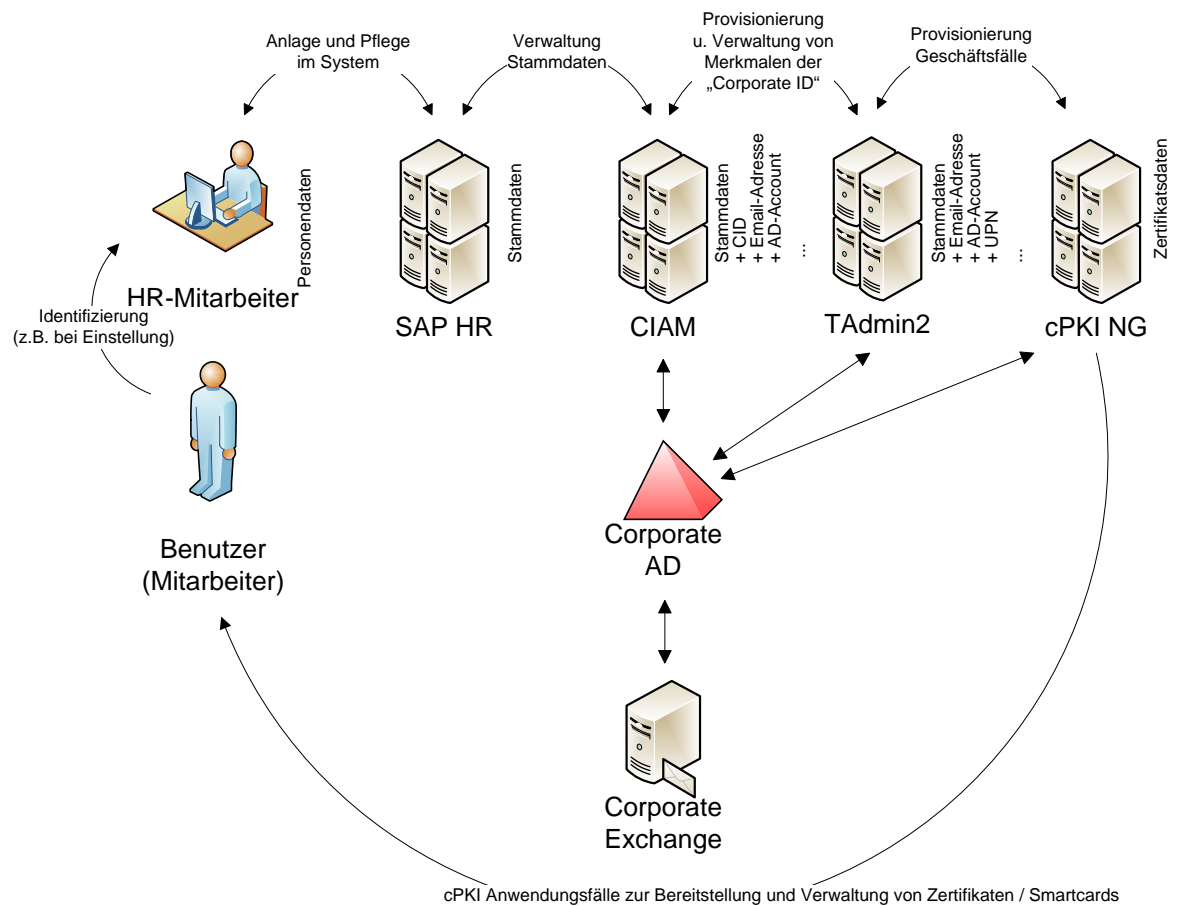 Anlage und Pflege
im System
Verwaltung
Stammdaten
Provisionierung
u. Verwaltung von
Merkmalen der
„Corporate ID“
Provisionierung
Geschäftsfälle
Personendaten
Stammdaten
Stammdaten
+ CID
+ Email-Adresse
+ AD-Account
...
Stammdaten
+ Email-Adresse
+ AD-Account
+ UPN
...
Zertifikatsdaten
HR-Mitarbeiter
SAP HR
CIAM
TAdmin2
cPKI NG
Identifizierung
(z.B. bei Einstellung)
Benutzer
(Mitarbeiter)
Corporate
AD
Corporate
Exchange
cPKI Anwendungsfälle zur Bereitstellung und Verwaltung von Zertifikaten / Smartcards